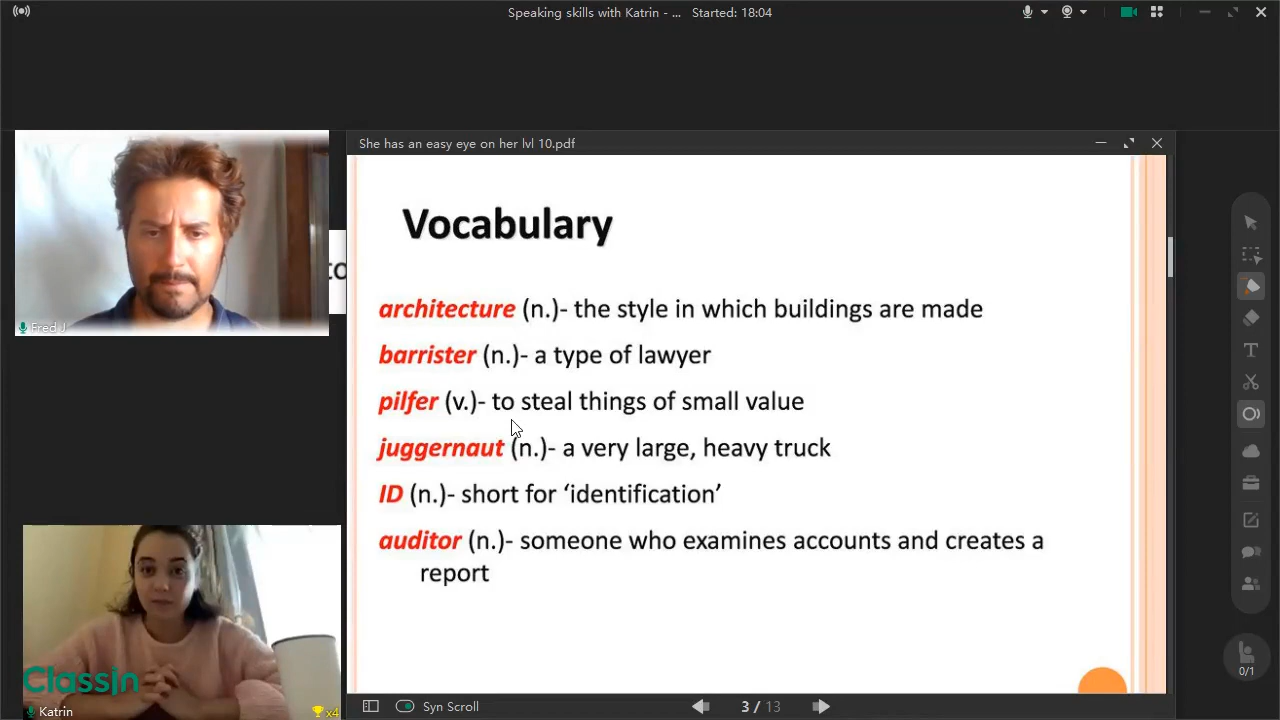 Speaking skills with Katrin - ... Started: 18:04
She has an easy eye on her lvl 10.pdf
Fred J
Vocabulary
architecture (n.)- the style in which buildings are made
barrister (n.)- a type of lawyer
pilfer (v.)- to steal things of small value
juggernaut (n.)- a very large, heavy truck
ID (n.)- short for ‘identification’
auditor (n.)- someone who examines accounts and creates a
report
ClassIn
Katrin
x4
Syn Scroll
3 / 13
T
0/1